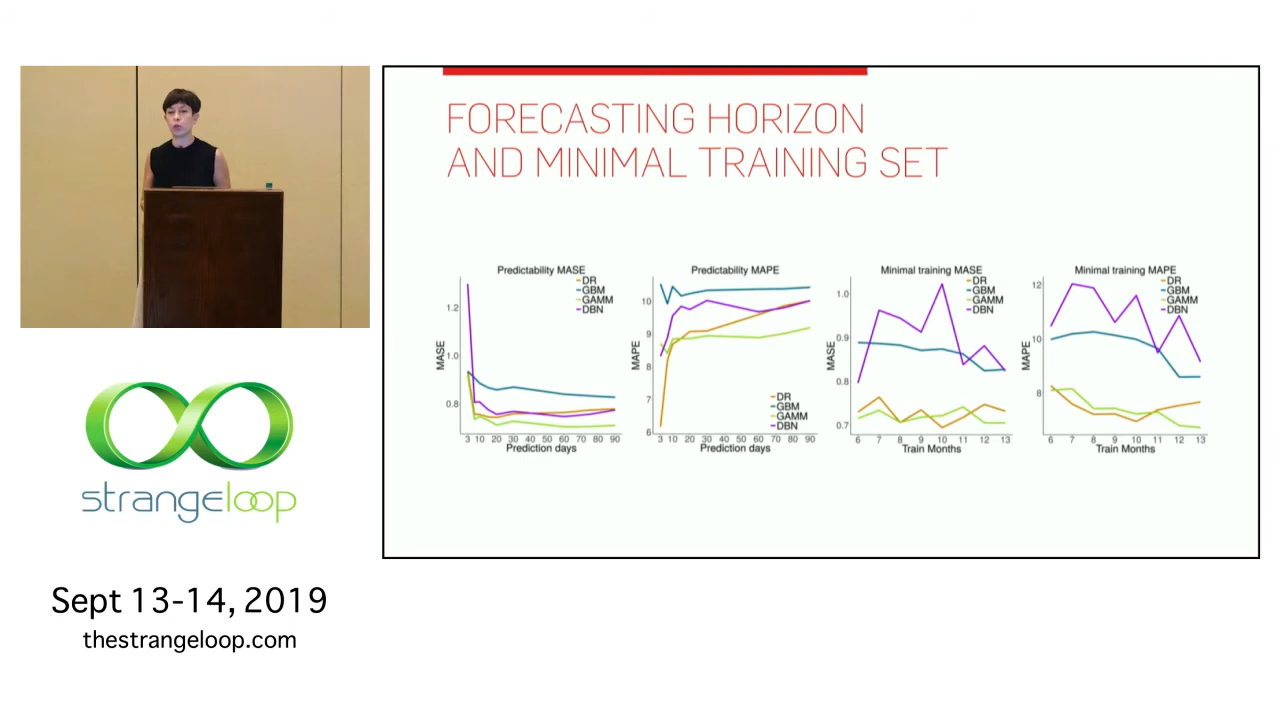 FORECASTING HORIZON
AND MINIMAL TRAINING SET
Predictability MASE
DR
GBM
GAMM
DBN
1.2
1.0
0.8
MASE
3 10 20 30 40 50 60 70 80 90
Prediction days
Predictability MAPE
10
9
8
7
6
MAPE
DR
GBM
GAMM
DBN
3 10 20 30 40 50 60 70 80 90
Prediction days
Minimal training MASE
DR
GBM
GAMM
DBN
1.0
0.9
0.8
0.7
MASE
6 7 8 9 10 11 12 13
Train Months
Minimal training MAPE
DR
GBM
GAMM
DBN
12
10
8
MAPE
6 7 8 9 10 11 12 13
Train Months
strangeloop
Sept 13-14, 2019
thestrangeloop.com